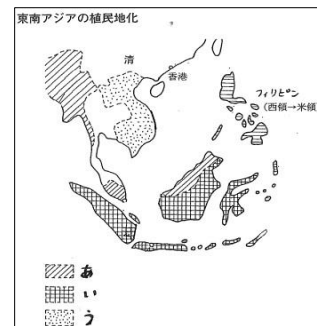 東南アジアの植民地化
清
香港
フィリピン
(西領→米領)
あ
い
う